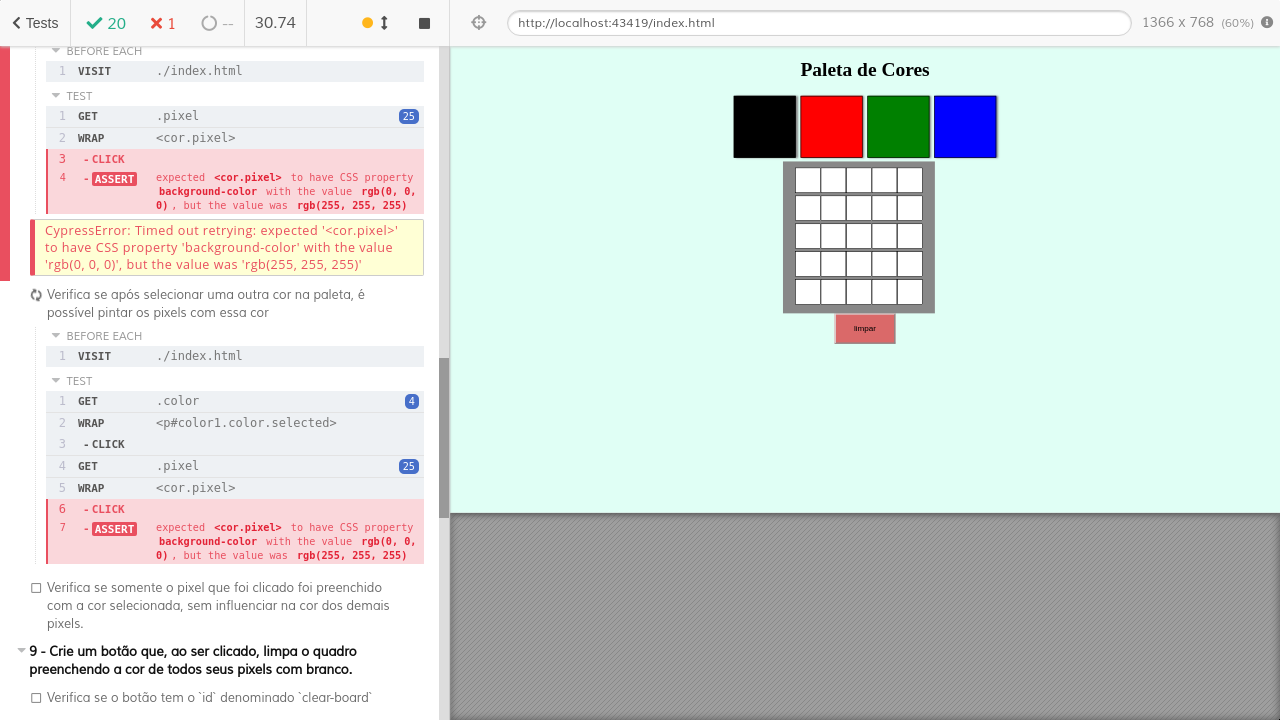 Tests 20 1 -- 30.74
http://localhost:43419/index.html 1366 x 768 (60%)
BEFORE EACH
1 VISIT ./index.html
TEST
1 GET .pixel 25
2 WRAP <cor.pixel>
3 - CLICK
4 - ASSERT expected <cor.pixel> to have CSS property
background-color with the value rgb(0, 0,
0) , but the value was rgb(255, 255, 255)
CypressError: Timed out retrying: expected '<cor.pixel>'
to have CSS property 'background-color' with the value
'rgb(0, 0, 0)', but the value was 'rgb(255, 255, 255)'
Verifica se após selecionar uma outra cor na paleta, é
possível pintar os pixels com essa cor
BEFORE EACH
1 VISIT ./index.html
TEST
1 GET .color 4
2 WRAP <p#color1.color.selected>
3 - CLICK
4 GET .pixel 25
5 WRAP <cor.pixel>
6 - CLICK
7 - ASSERT expected <cor.pixel> to have CSS property
background-color with the value rgb(0, 0,
0) , but the value was rgb(255, 255, 255)
Verifica se somente o pixel que foi clicado foi preenchido
com a cor selecionada, sem influenciar na cor dos demais
pixels.
9 - Crie um botão que, ao ser clicado, limpa o quadro
preenchendo a cor de todos seus pixels com branco.
Verifica se o botão tem o `id` denominado `clear-board`
Paleta de Cores
limpar